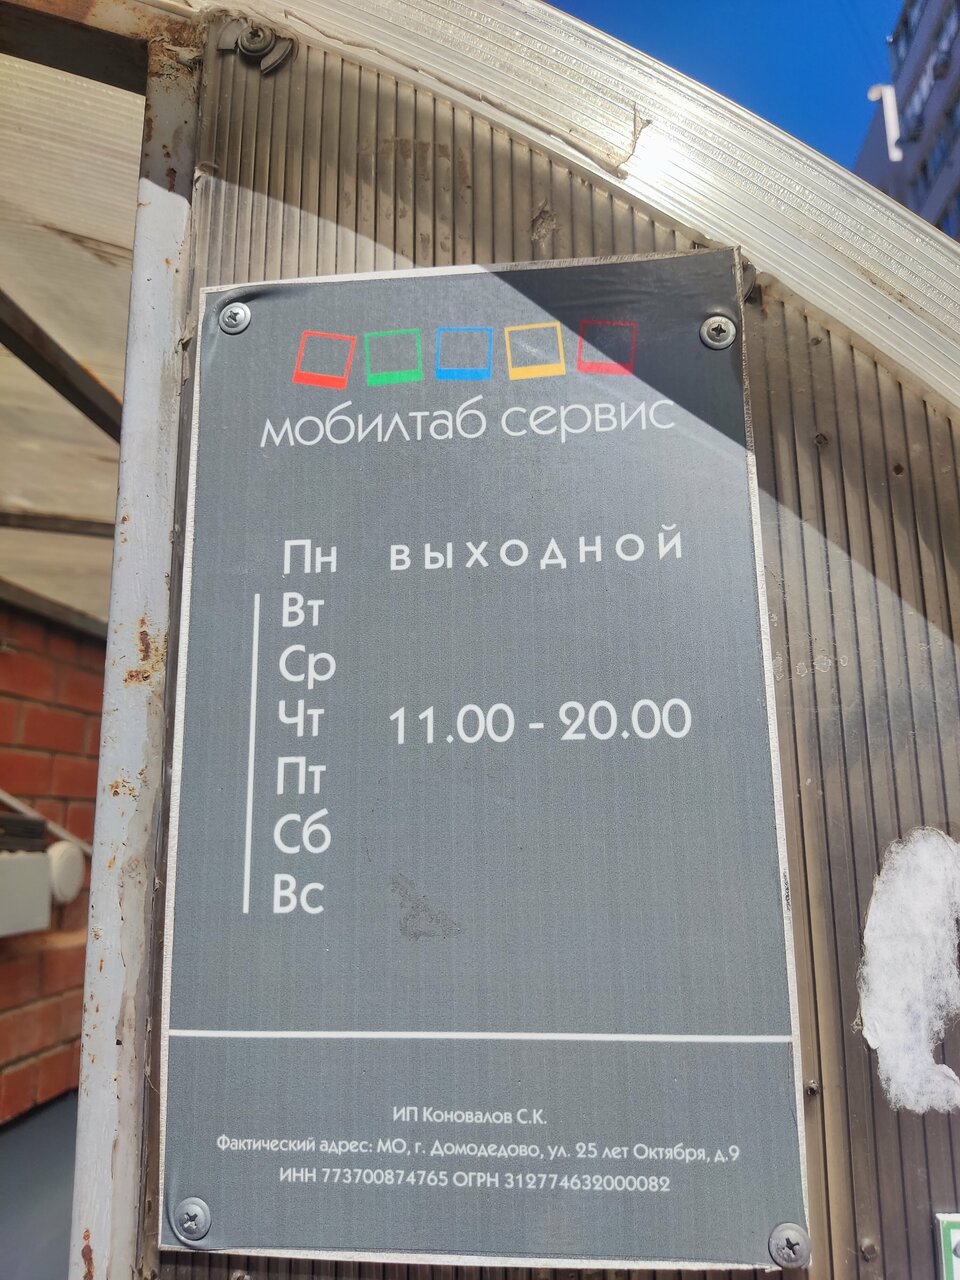 мобилтаб сервис
Пн выходной
Вт
Ср
Чт 11.00 - 20.00
Пт
Сб
Вс
ИП Коновалов С.К.
Фактический адрес: МО, г. Домодедово, ул. 25 лет Октября, д.9
ИНН 773700874765 ОГРН 312774632000082